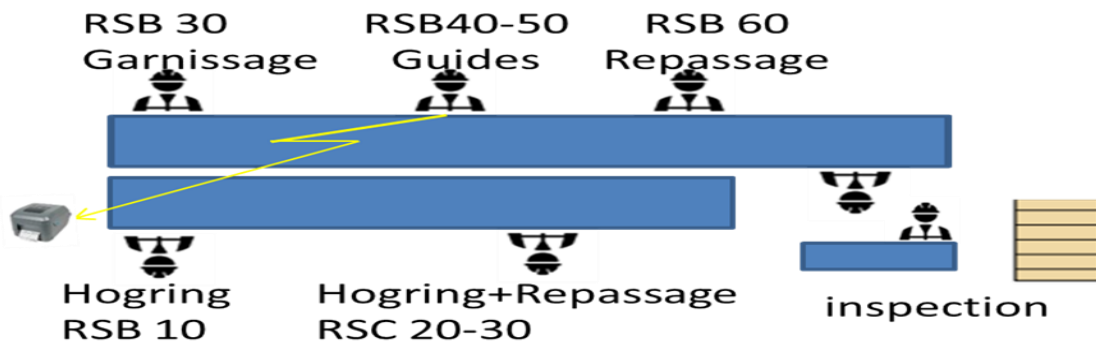 RSB 30
Garnissage
RSB40-50
Guides
RSB 60
Repassage
Hogring
RSB 10
Hogring+Repassage
RSC 20-30
inspection